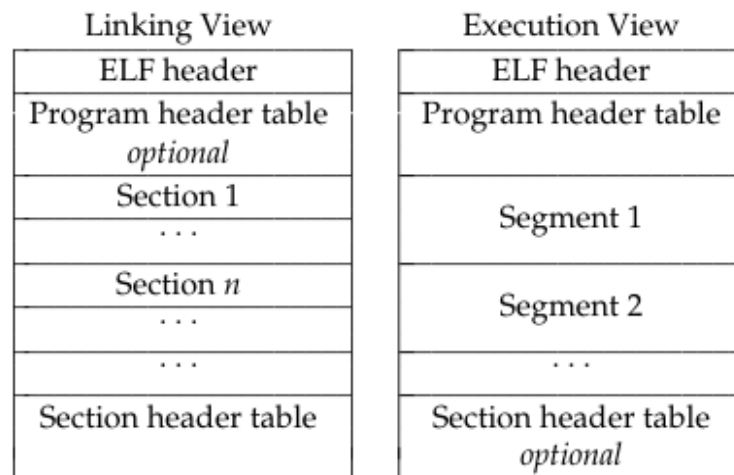 Linking View
ELF header
Program header table
optional
Section 1
. . .
Section n
. . .
. . .
Section header table
Execution View
ELF header
Program header table
Segment 1
Segment 2
. . .
Section header table
optional